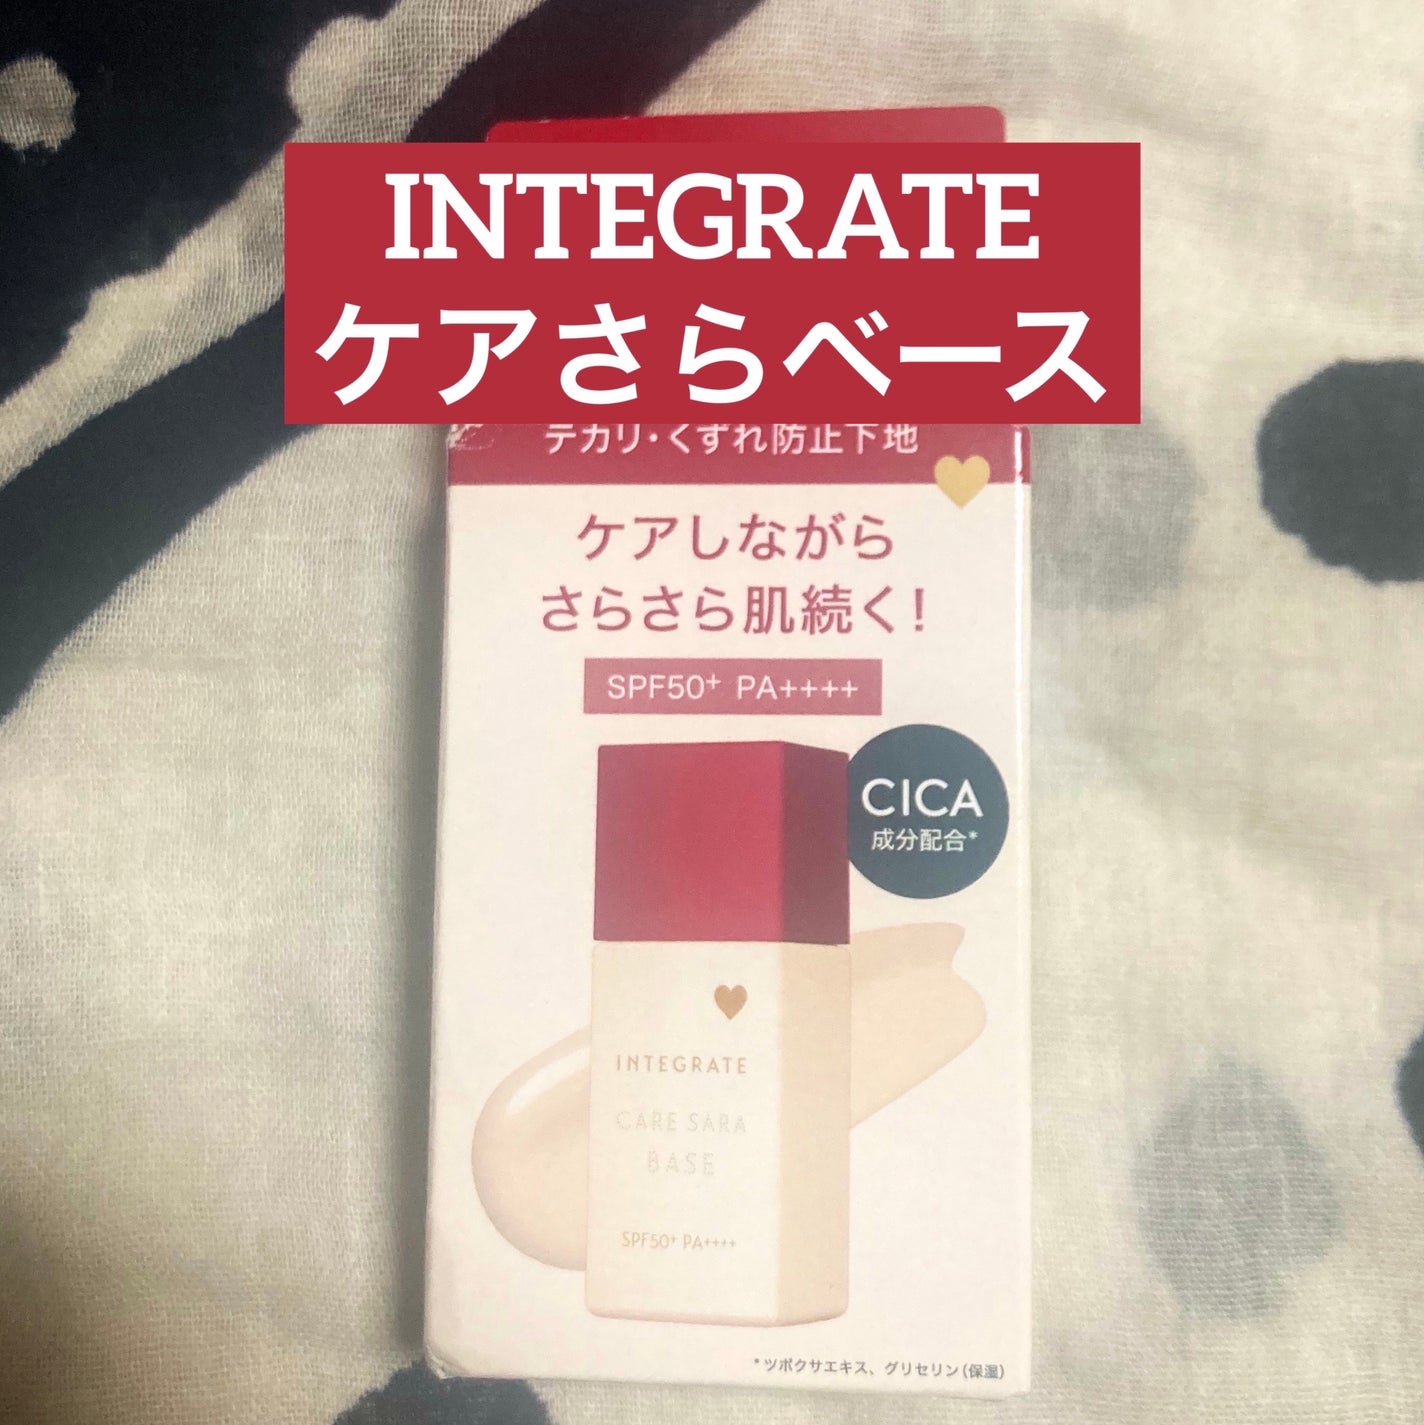 INTEGRATE
ケアさらベース
テカリ・くずれ防止下地
ケアしながら
さらさら肌続く!
SPF50+ PA++++
CICA
成分配合*
INTEGRATE
CARE SARA
BASE
SPF50+ PA++++
*ツボクサエキス、グリセリン(保湿)